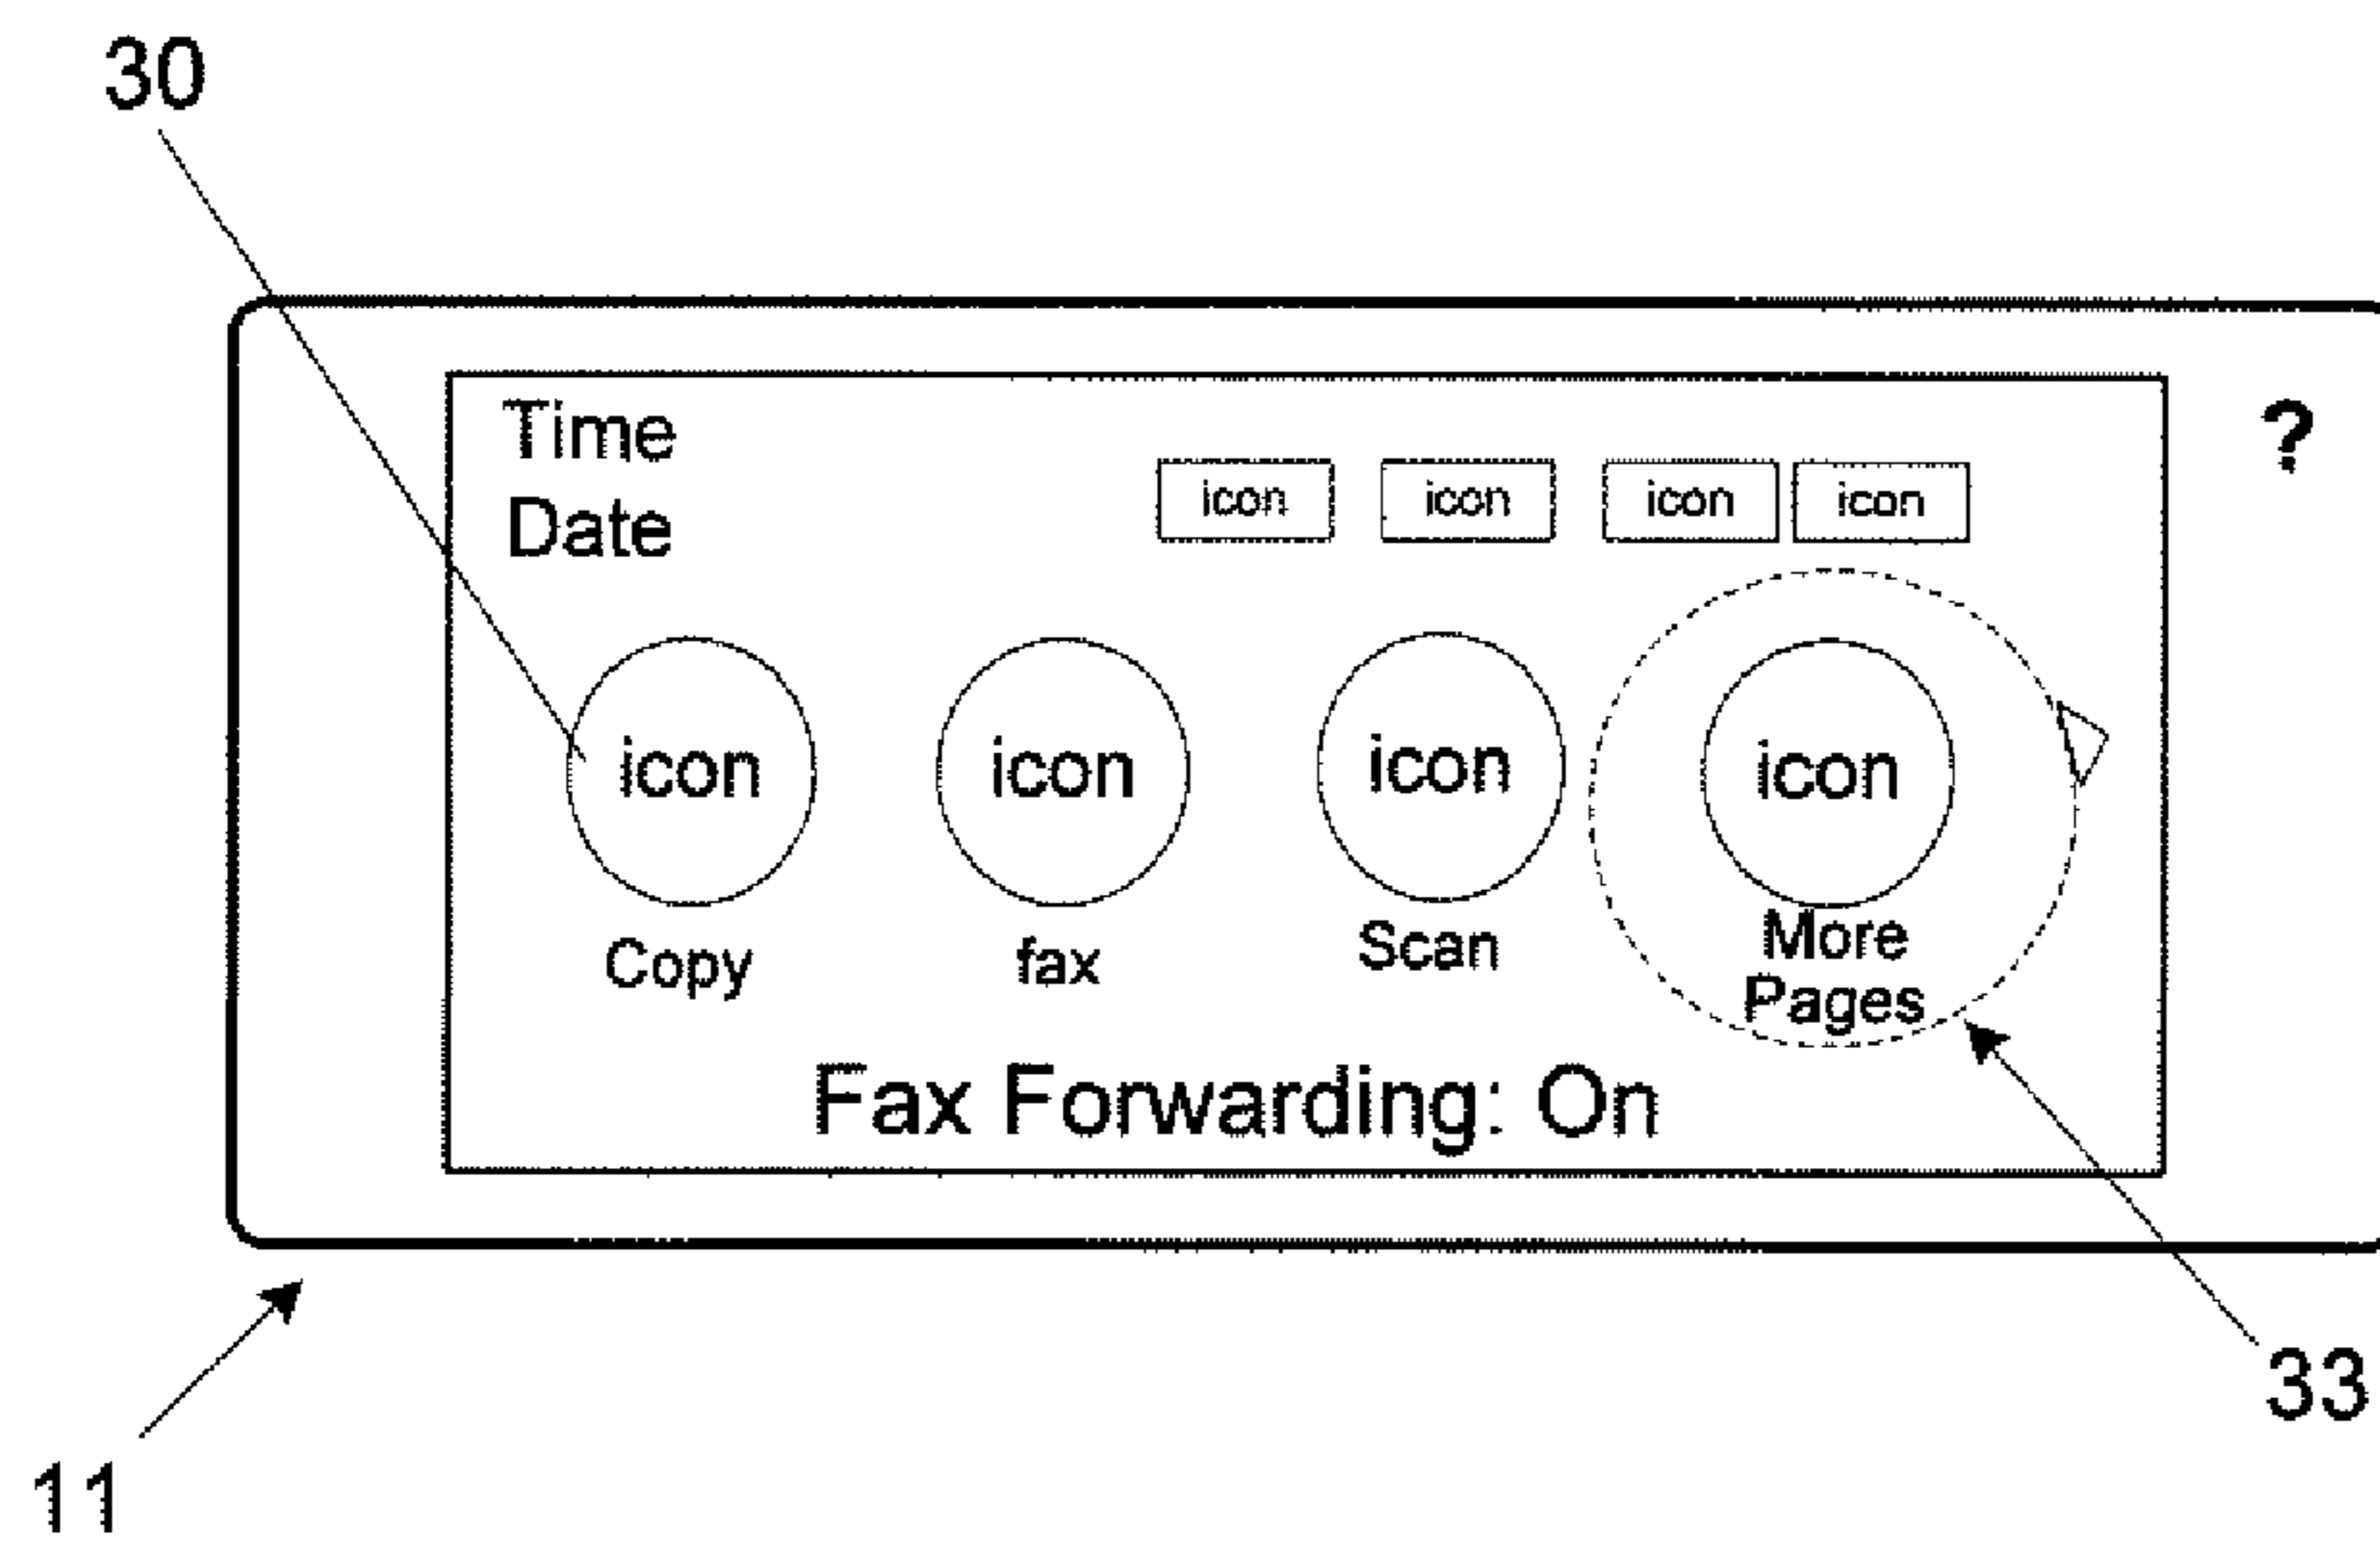 30
Time
?
Date
icon icon icon icon
icon icon icon icon
Copy fax Scan More
Pages
Fax Forwarding: On
33
11